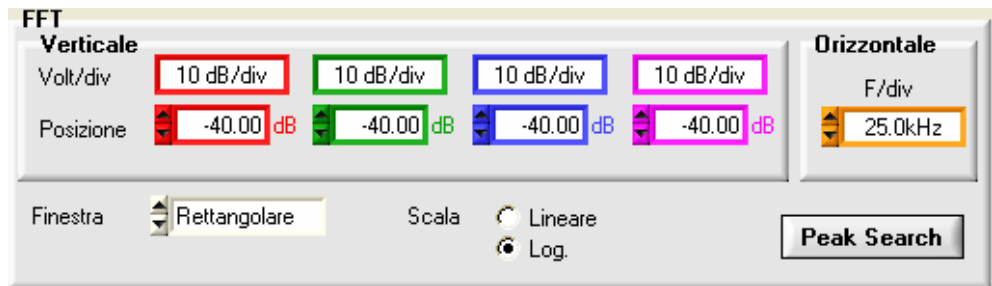 FFT
Verticale Orizzontale
Volt/div 10 dB/div 10 dB/div 10 dB/div 10 dB/div
F/div
Posizione -40.00 dB -40.00 dB -40.00 dB -40.00 dB 25.0kHz
Finestra Rettangolare Scala Lineare
Log.
Peak Search